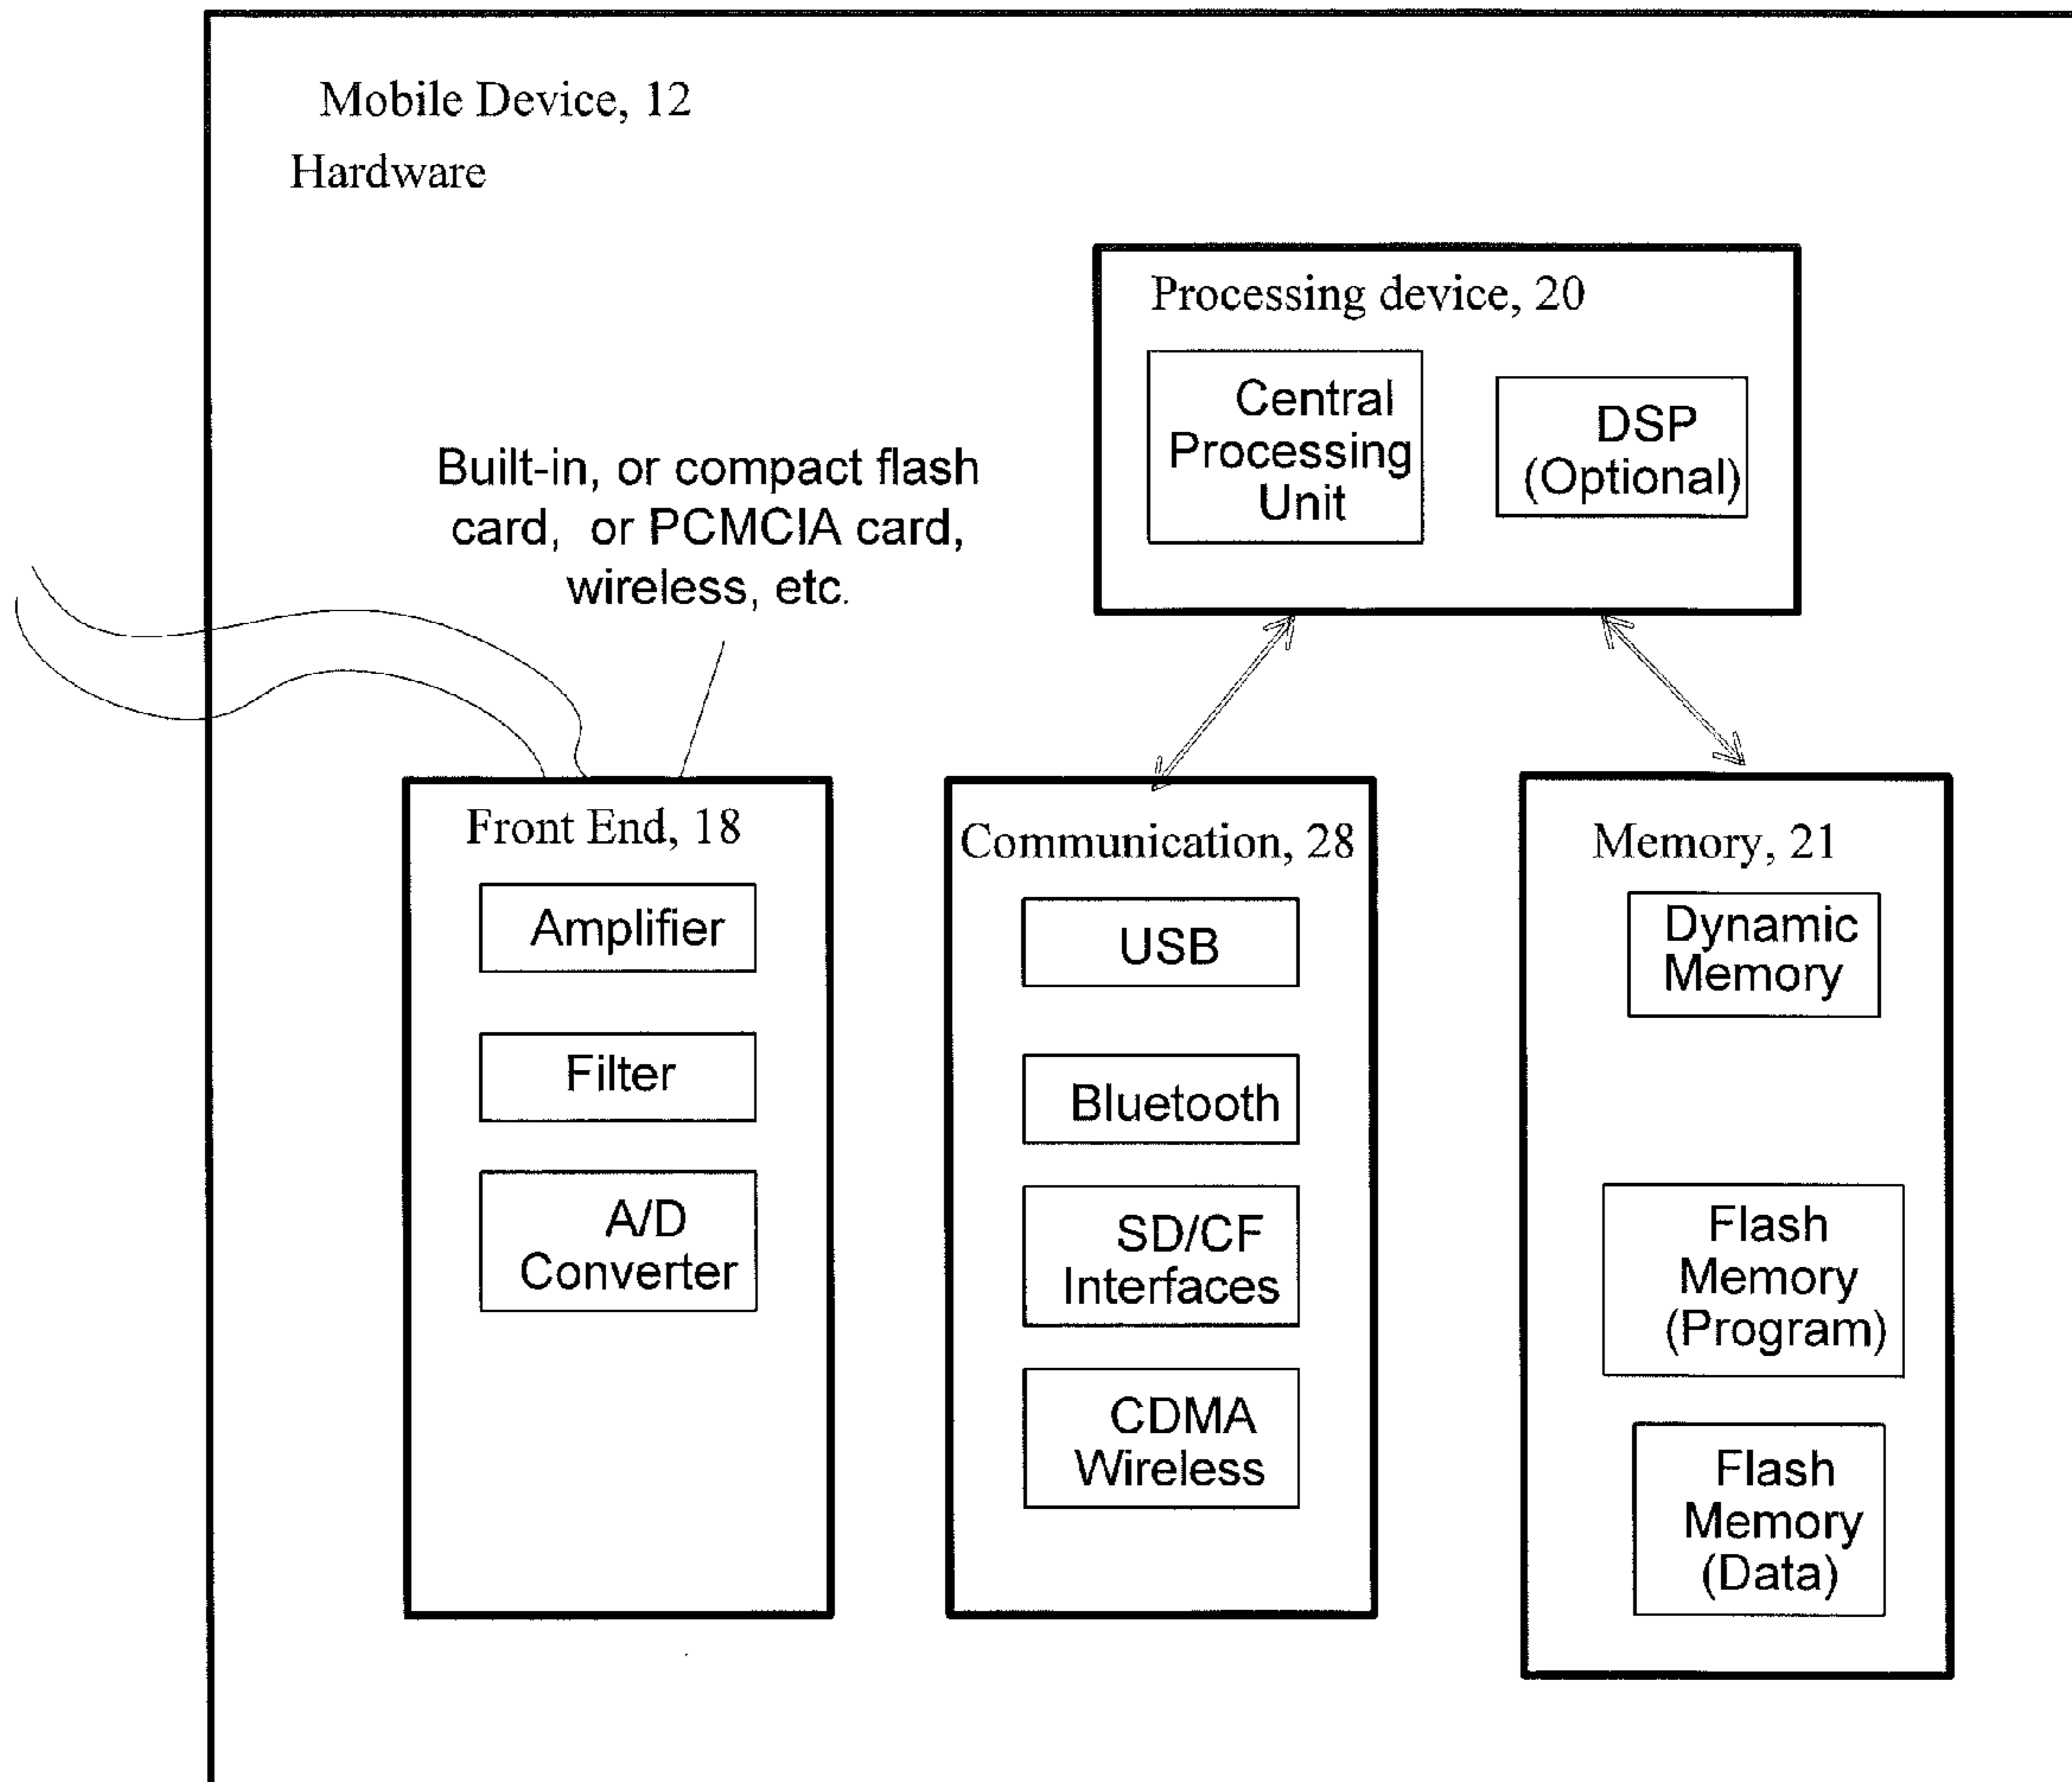 Mobile Device, 12
Hardware
Processing device, 20
Central
Processing
Unit
DSP
(Optional)
Built-in, or compact flash
card, or PCMCIA card,
wireless, etc.
Front End, 18
Amplifier
Filter
A/D
Converter
Communication, 28
USB
Bluetooth
SD/CF
Interfaces
CDMA
Wireless
Memory, 21
Dynamic
Memory
Flash
Memory
(Program)
Flash
Memory
(Data)